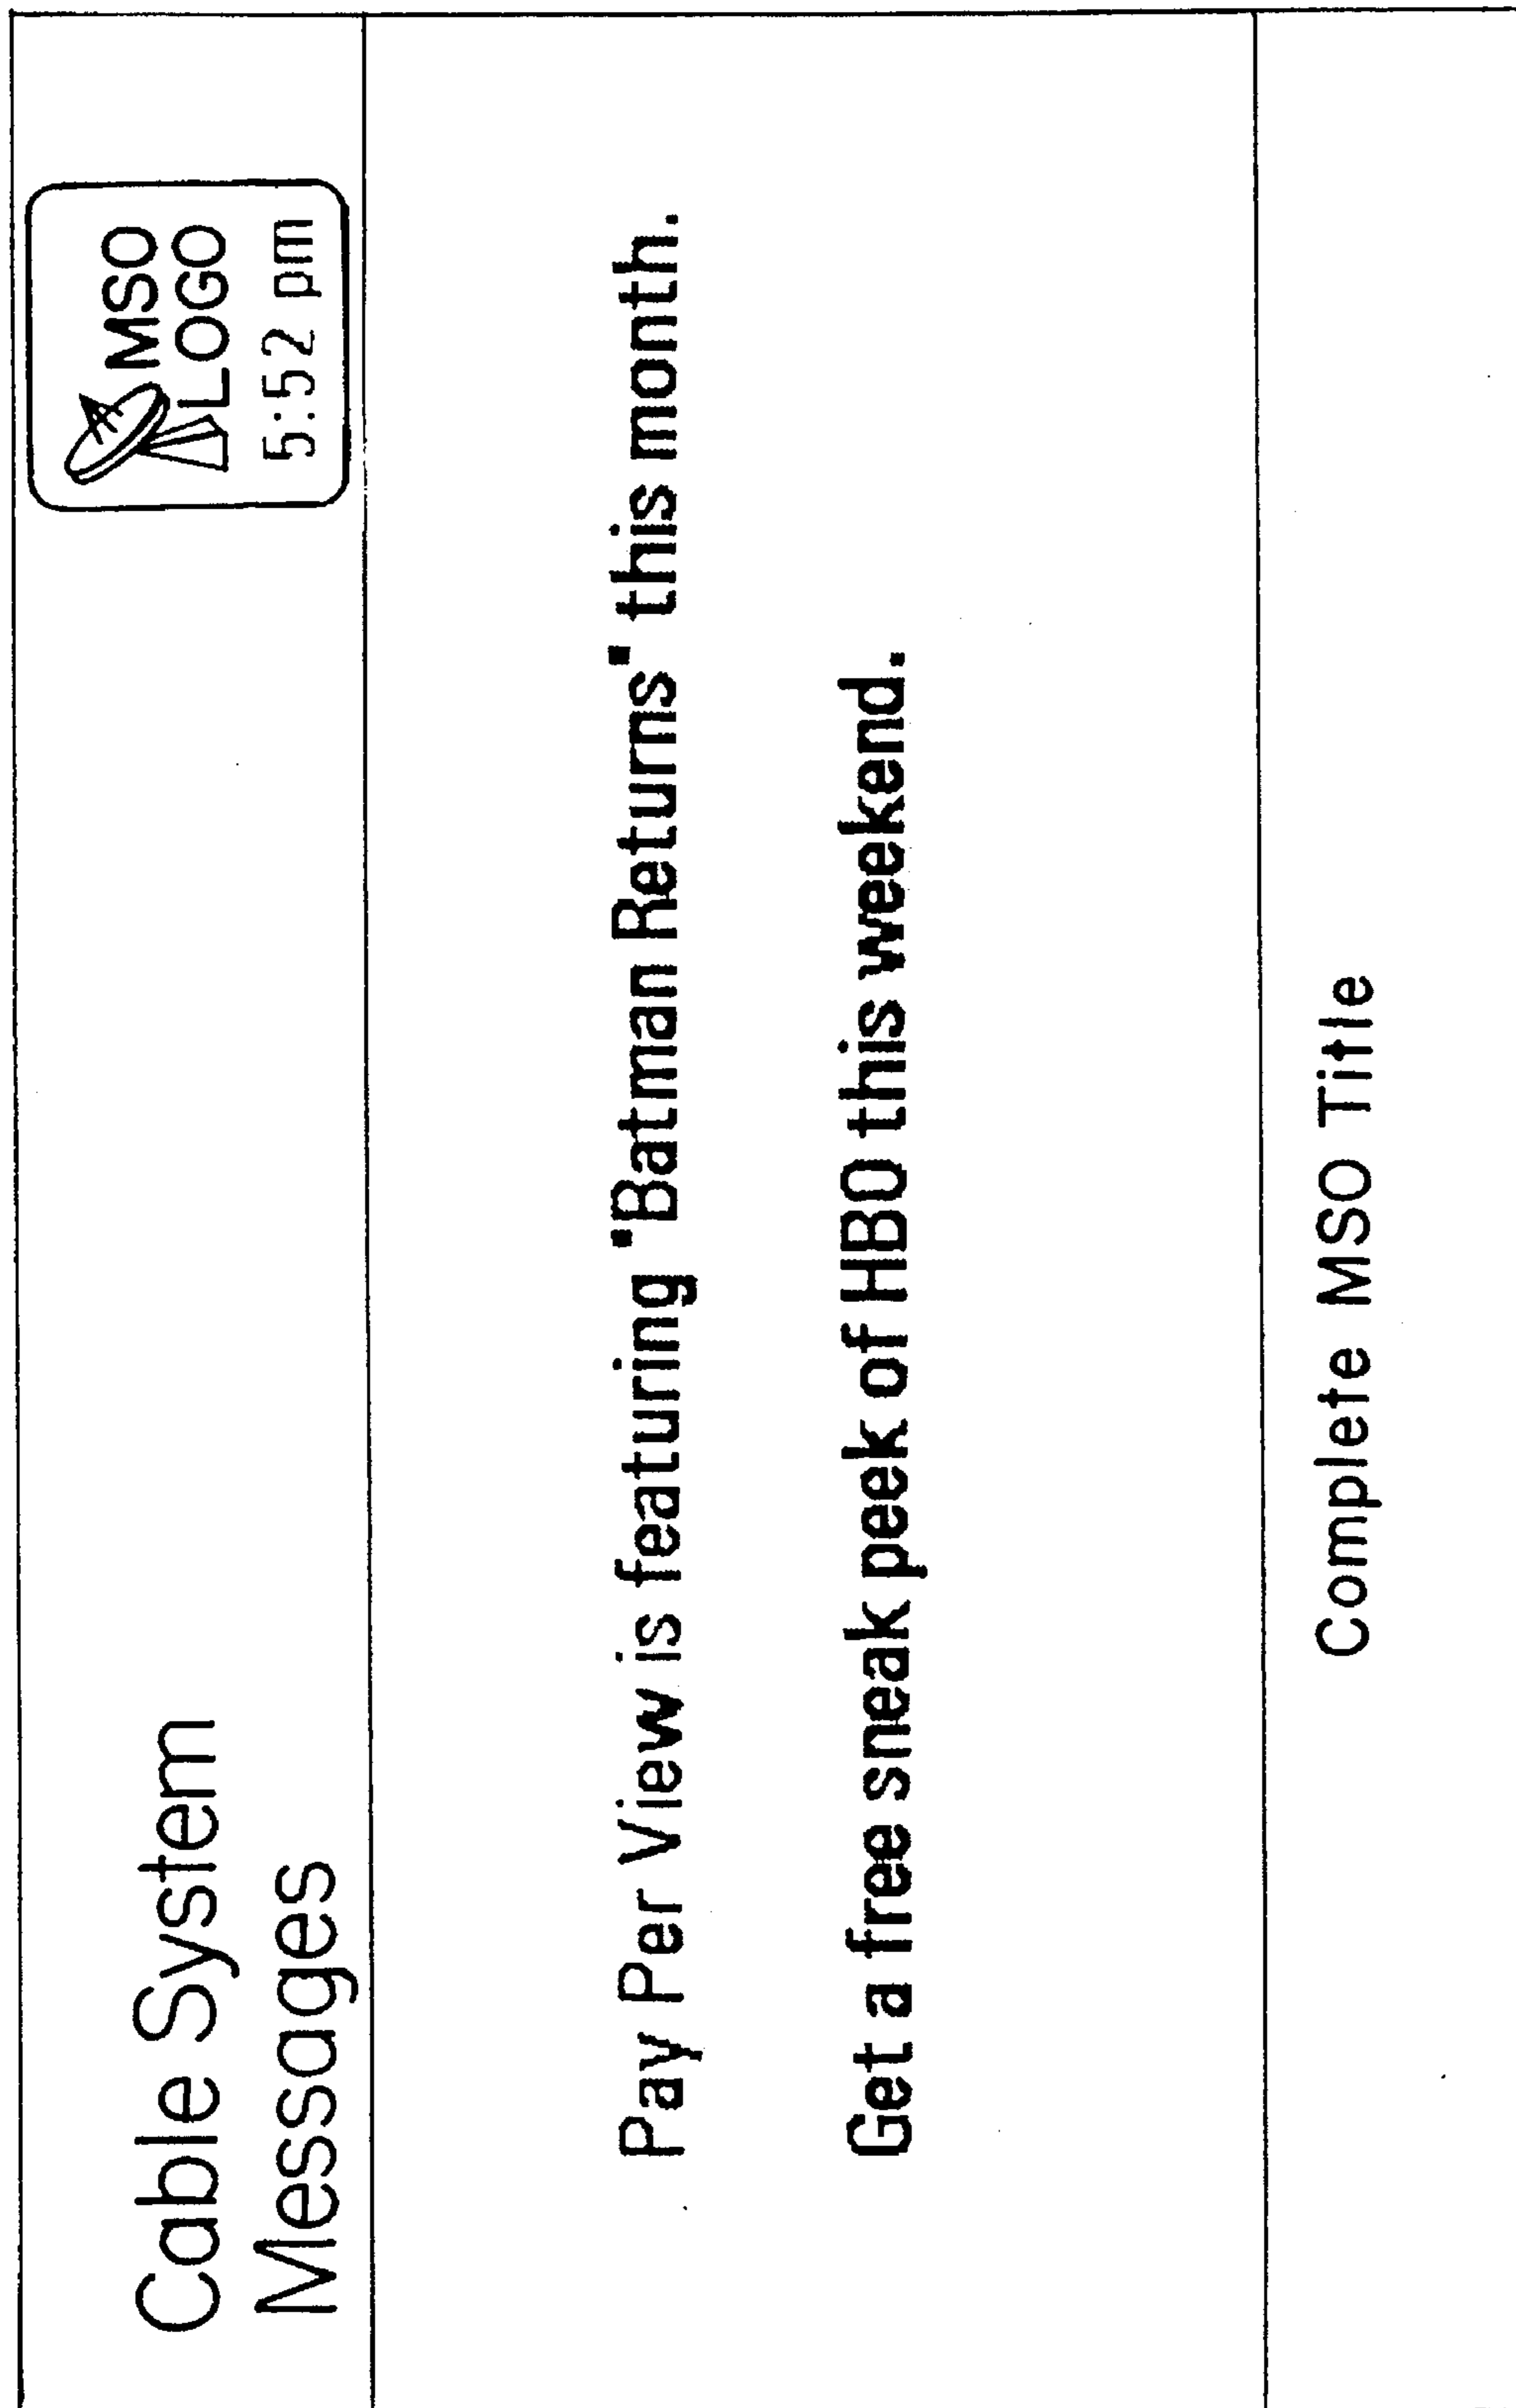 Cable System
Messages
MSO
LOGO
5:52 pm
Pay Per View is featuring "Batman Returns" this month.
Get a free sneak peek of HBO this weekend.
Complete MSO Title